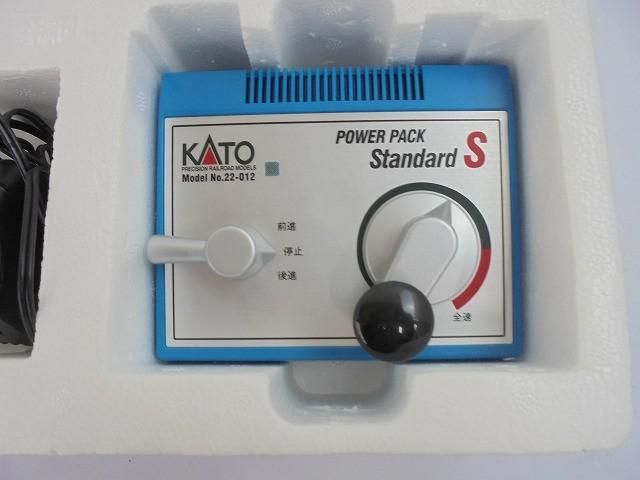 KATO
PRECISION RAILROAD MODELS
Model No.22-012
POWER PACK
Standard S
前進
停止
後進
全速